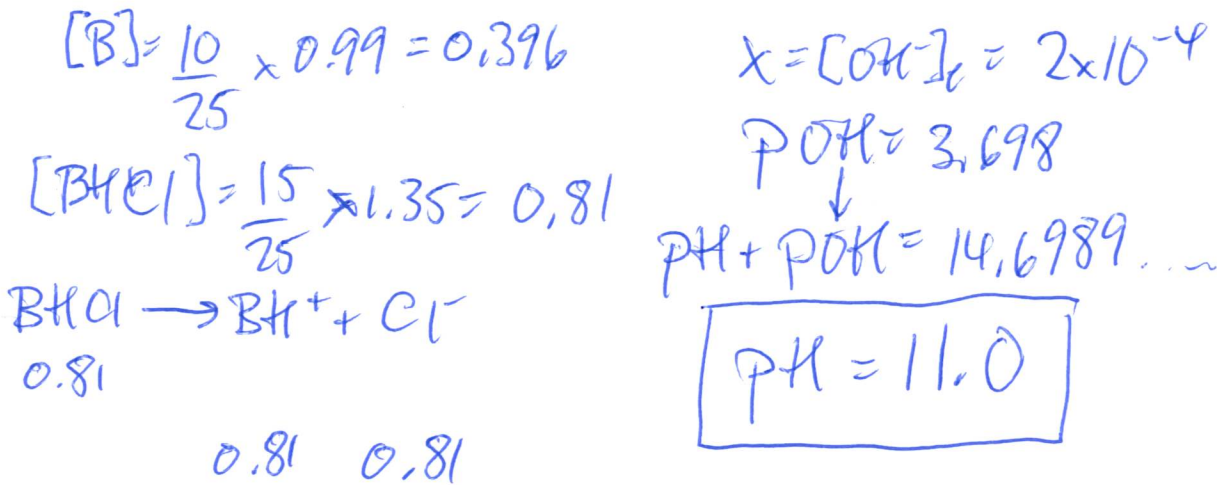 [B]= 10/25 × 0.99 = 0.396
[BHCl]= 15/25 × 1.35 = 0.81
BHCl → BH⁺ + Cl⁻
0.81
0.81 0.81
x = [OH⁻]ₑ = 2×10⁻⁴
pOH = 3.698
↓
pH + pOH = 14.6989...
pH = 11.0